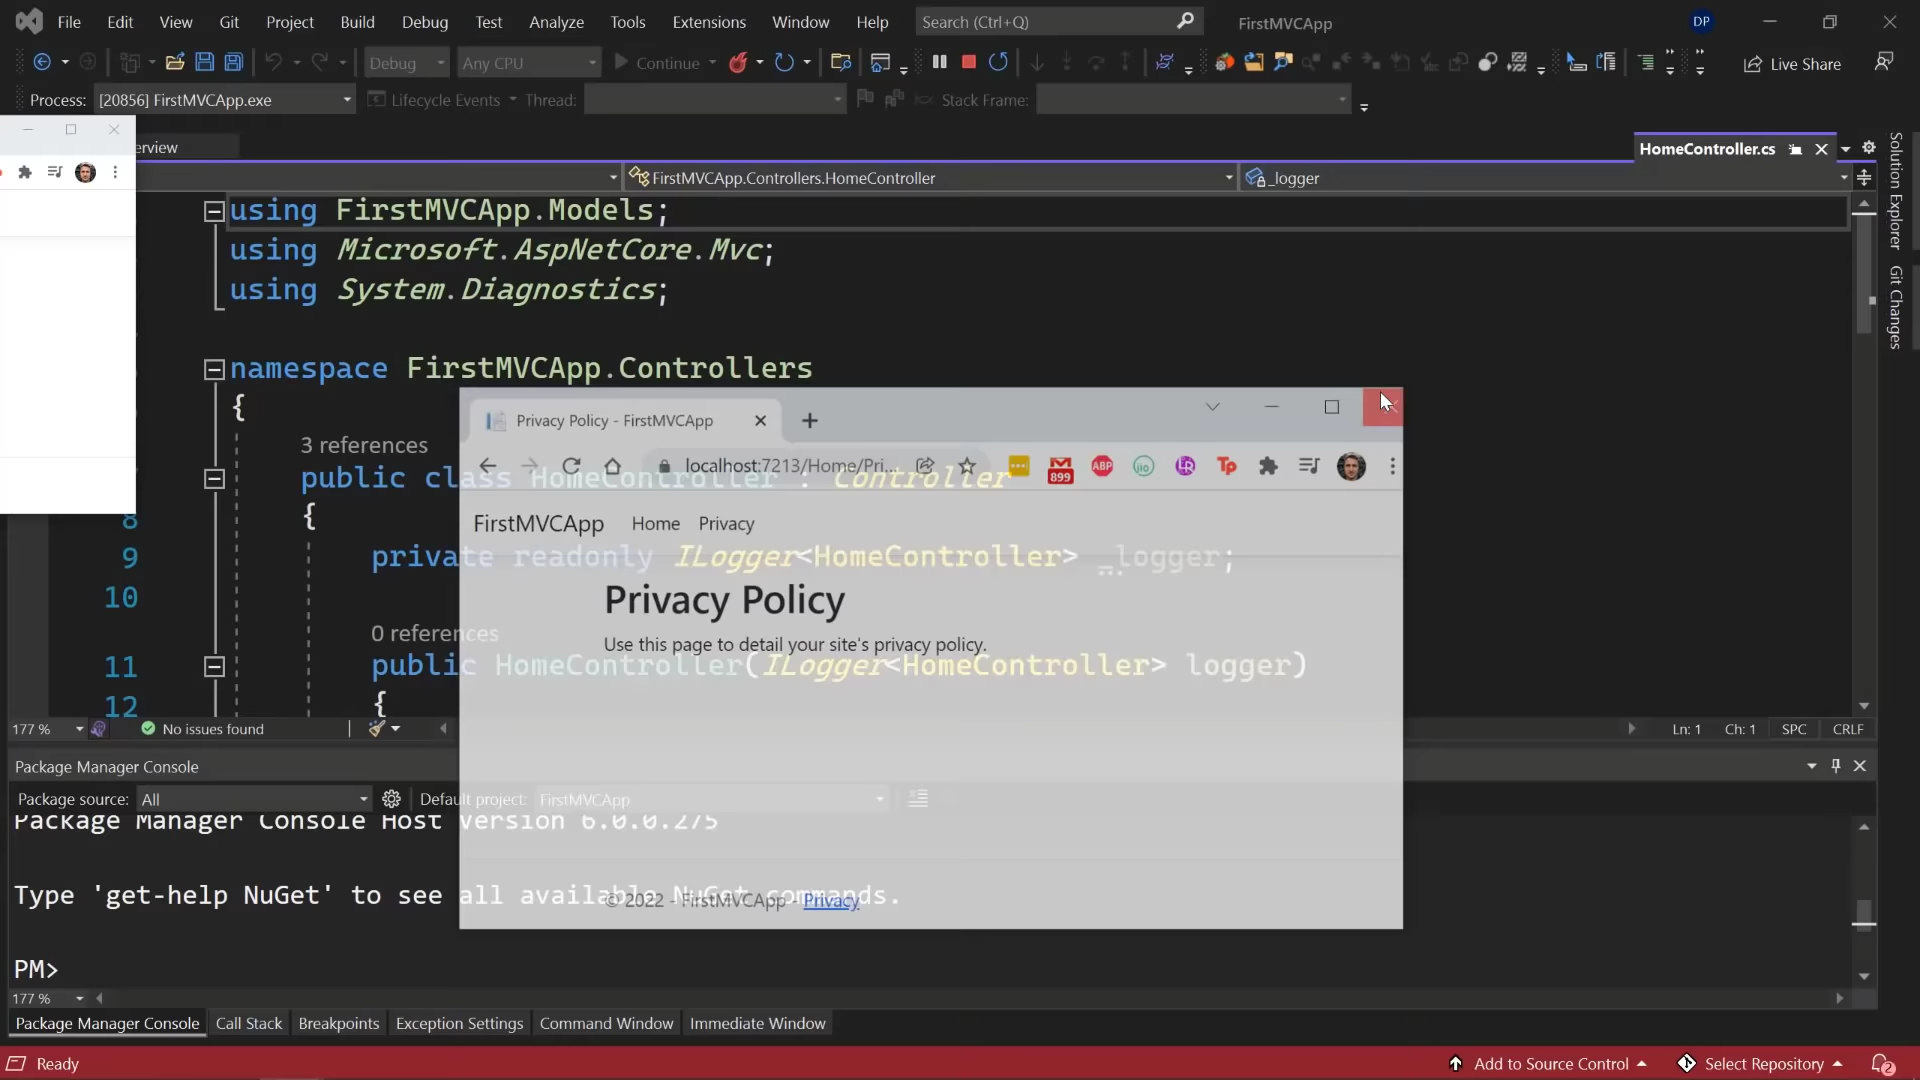 File Edit View Git Project Build Debug Test Analyze Tools Extensions Window Help Search (Ctrl+Q) FirstMVCApp DP
Debug Any CPU Continue Live Share
Process: [20856] FirstMVCApp.exe Lifecycle Events Thread: Stack Frame:
erview HomeController.cs
FirstMVCApp.Controllers.HomeController _logger
Solution Explorer
Git Changes
using FirstMVCApp.Models;
using Microsoft.AspNetCore.Mvc;
using System.Diagnostics;
namespace FirstMVCApp.Controllers
{
3 references
public class HomeController : Controller
8 {
9 private readonly ILogger<HomeController> _logger;
10
0 references
11 public HomeController(ILogger<HomeController> logger)
12 {
Privacy Policy - FirstMVCApp
localhost:7213/Home/Pri... 899 ABP jio LR Tp
FirstMVCApp Home Privacy
Privacy Policy
Use this page to detail your site's privacy policy.
© 2022 - FirstMVCApp - Privacy
177 % No issues found Ln: 1 Ch: 1 SPC CRLF
Package Manager Console
Package source: All Default project: FirstMVCApp
Package Manager Console Host Version 6.0.0.275
Type 'get-help NuGet' to see all available NuGet commands.
PM>
177 %
Package Manager Console Call Stack Breakpoints Exception Settings Command Window Immediate Window
Ready Add to Source Control Select Repository 2